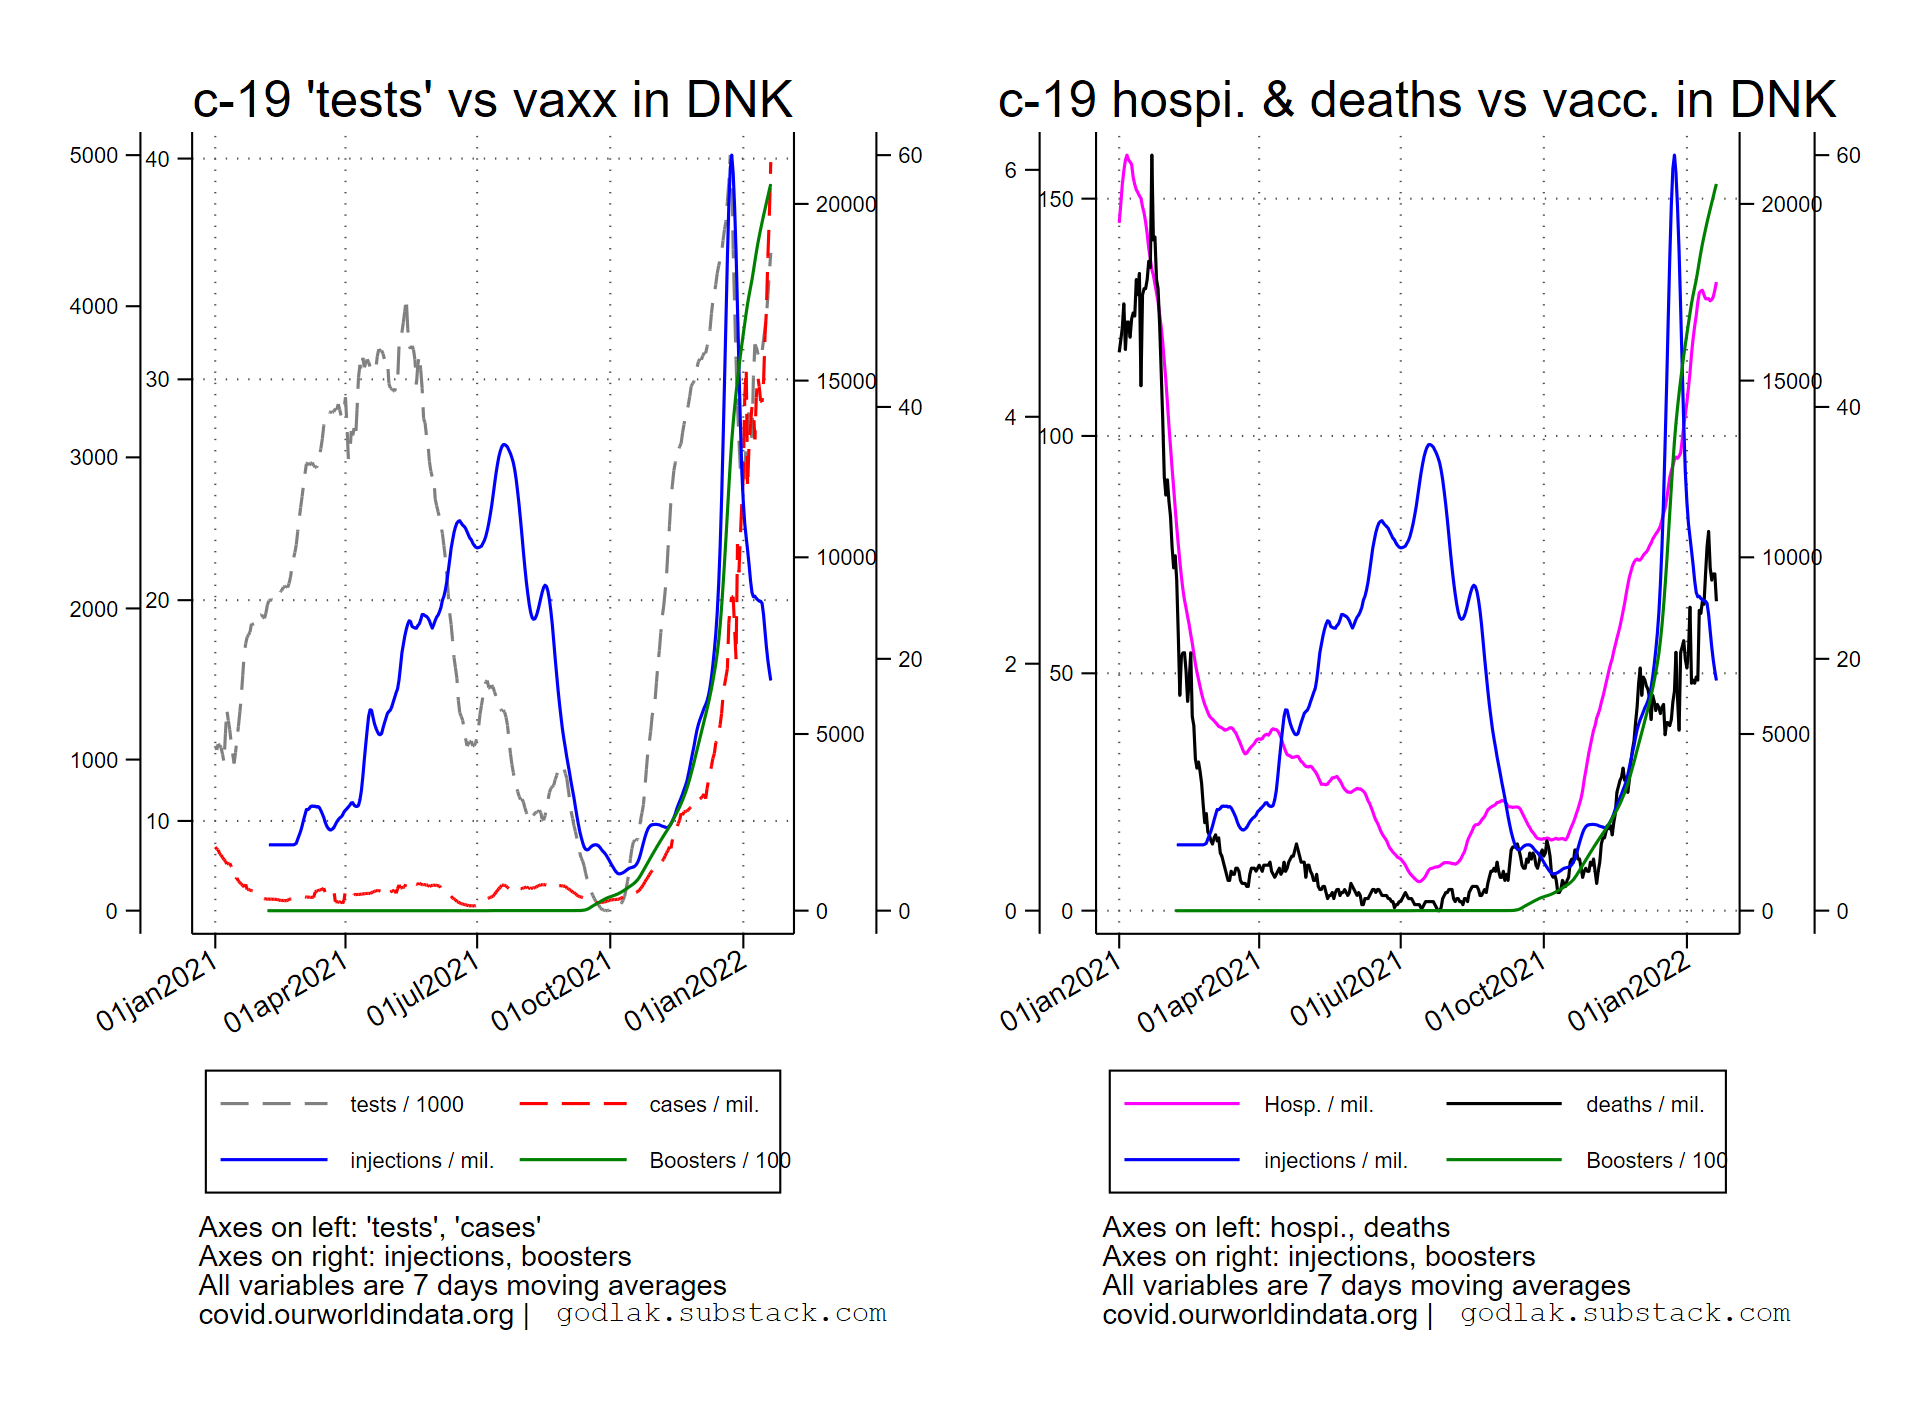 c-19 'tests' vs vaxx in DNK
5000
4000
3000
2000
1000
0
40
30
20
10
20000
15000
10000
5000
0
60
40
20
0
01jan2021
01apr2021
01jul2021
01oct2021
01jan2022
tests / 1000
cases / mil.
injections / mil.
Boosters / 100
Axes on left: 'tests', 'cases'
Axes on right: injections, boosters
All variables are 7 days moving averages
covid.ourworldindata.org | godlak.substack.com
c-19 hospi. & deaths vs vacc. in DNK
6
4
2
0
150
100
50
0
20000
15000
10000
5000
0
60
40
20
0
01jan2021
01apr2021
01jul2021
01oct2021
01jan2022
Hosp. / mil.
deaths / mil.
injections / mil.
Boosters / 100
Axes on left: hospi., deaths
Axes on right: injections, boosters
All variables are 7 days moving averages
covid.ourworldindata.org | godlak.substack.com